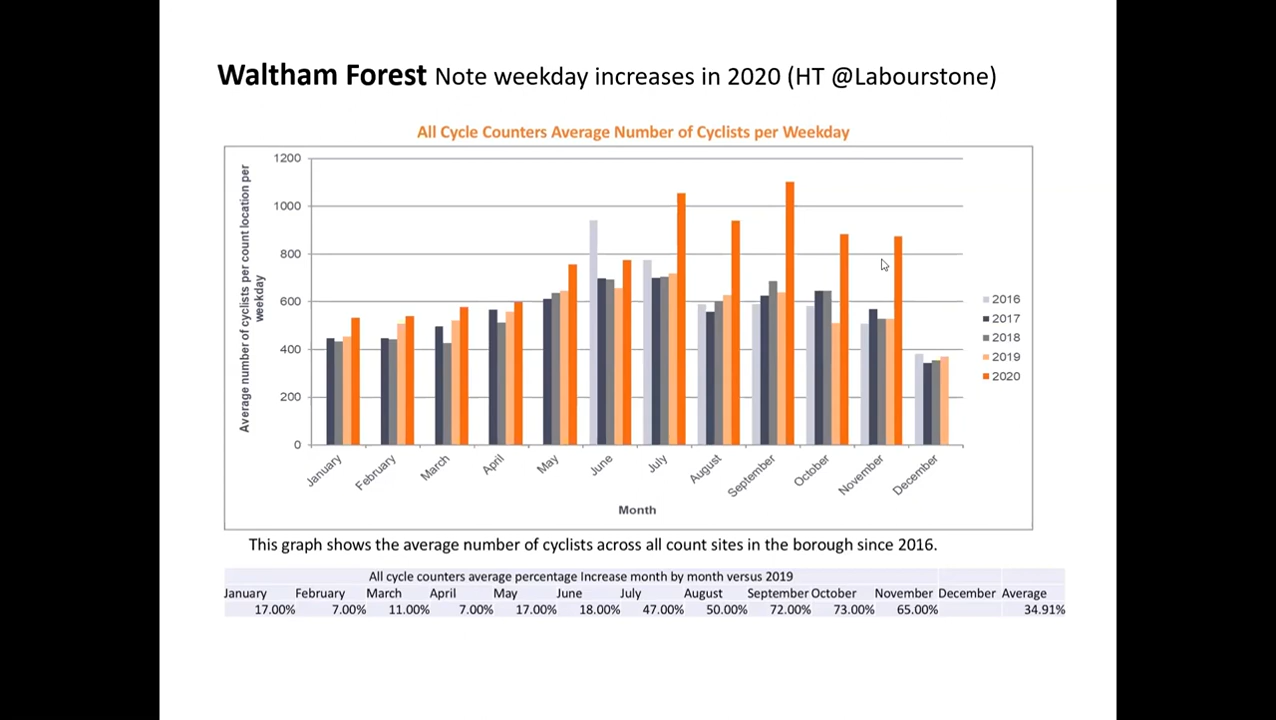 Waltham Forest Note weekday increases in 2020 (HT @Labourstone)
All Cycle Counters Average Number of Cyclists per Weekday
Average number of cyclists per count location per
weekday
1200
1000
800
600
400
200
0
2016
2017
2018
2019
2020
January February March April May June July August September October November December
Month
This graph shows the average number of cyclists across all count sites in the borough since 2016.
All cycle counters average percentage Increase month by month versus 2019
January February March April May June July August September October November December Average
17.00% 7.00% 11.00% 7.00% 17.00% 18.00% 47.00% 50.00% 72.00% 73.00% 65.00% 34.91%